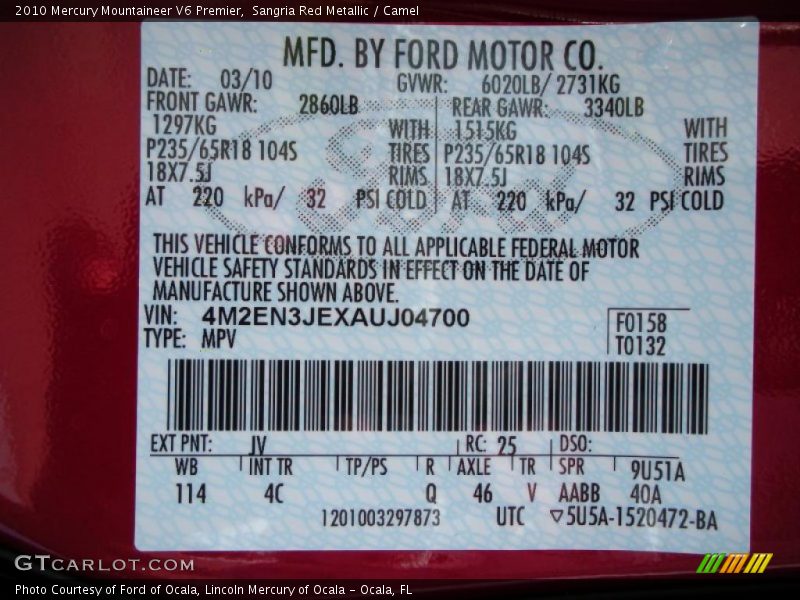 2010 Mercury Mountaineer V6 Premier, Sangria Red Metallic / Camel
MFD. BY FORD MOTOR CO.
DATE: 03/10 GVWR: 6020LB/ 2731KG
FRONT GAWR: 2860LB REAR GAWR: 3340LB
1297KG WITH 1515KG WITH
P235/65R18 104S TIRES P235/65R18 104S TIRES
18X7.5J RIMS 18X7.5J RIMS
AT 220 kPa/ 32 PSI COLD AT 220 kPa/ 32 PSI COLD
THIS VEHICLE CONFORMS TO ALL APPLICABLE FEDERAL MOTOR
VEHICLE SAFETY STANDARDS IN EFFECT ON THE DATE OF
MANUFACTURE SHOWN ABOVE.
VIN: 4M2EN3JEXAUJ04700 F0158
TYPE: MPV T0132
EXT PNT: JV RC: 25 DSO:
WB INT TR TP/PS R AXLE TR SPR 9U51A
114 4C Q 46 V AABB 40A
1201003297873 UTC ▽5U5A-1520472-BA
GTCARLOT.COM
Photo Courtesy of Ford of Ocala, Lincoln Mercury of Ocala - Ocala, FL